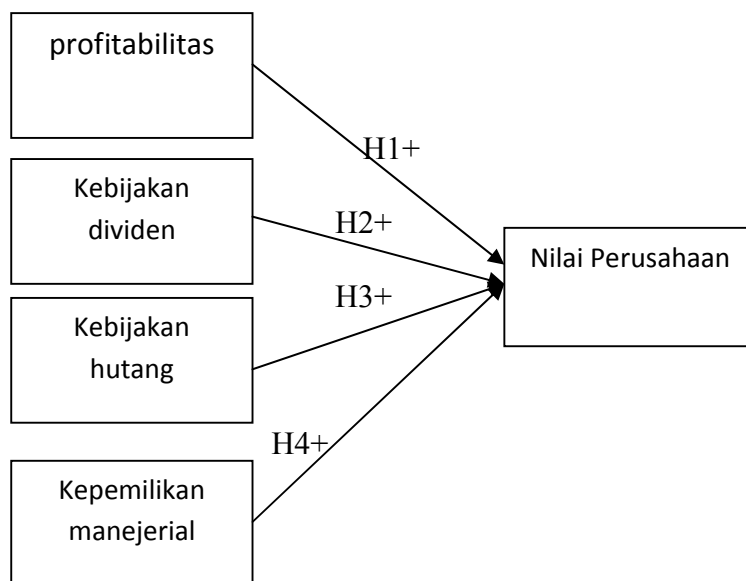 profitabilitas
H1+
Kebijakan
dividen
H2+
Nilai Perusahaan
Kebijakan
hutang
H3+
H4+
Kepemilikan
manejerial